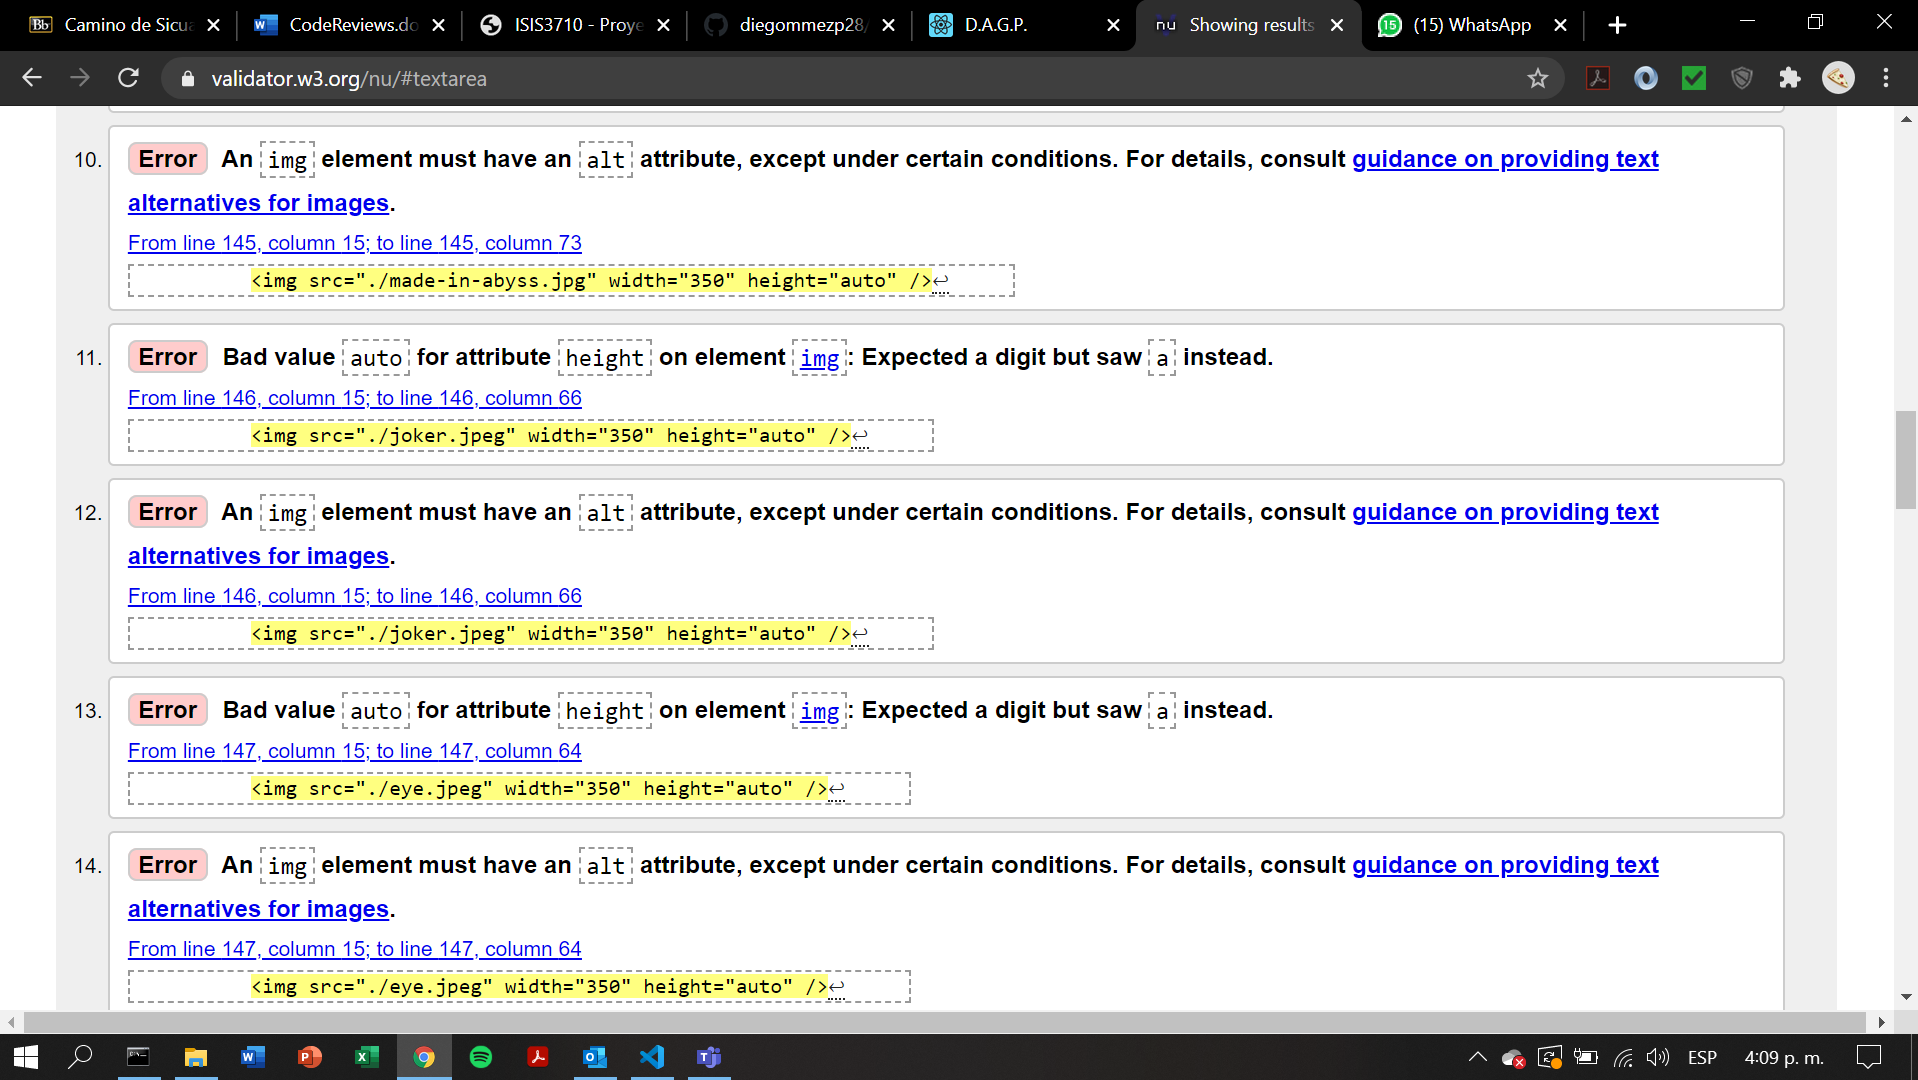 Bb Camino de Sicua
CodeReviews.do
ISIS3710 - Proye
diegommezp28/
D.A.G.P.
nu Showing results
15 (15) WhatsApp
validator.w3.org/nu/#textarea
10. Error An img element must have an alt attribute, except under certain conditions. For details, consult guidance on providing text
alternatives for images.
From line 145, column 15; to line 145, column 73
<img src="./made-in-abyss.jpg" width="350" height="auto" />↩
11. Error Bad value auto for attribute height on element img: Expected a digit but saw a instead.
From line 146, column 15; to line 146, column 66
<img src="./joker.jpeg" width="350" height="auto" />↩
12. Error An img element must have an alt attribute, except under certain conditions. For details, consult guidance on providing text
alternatives for images.
From line 146, column 15; to line 146, column 66
<img src="./joker.jpeg" width="350" height="auto" />↩
13. Error Bad value auto for attribute height on element img: Expected a digit but saw a instead.
From line 147, column 15; to line 147, column 64
<img src="./eye.jpeg" width="350" height="auto" />↩
14. Error An img element must have an alt attribute, except under certain conditions. For details, consult guidance on providing text
alternatives for images.
From line 147, column 15; to line 147, column 64
<img src="./eye.jpeg" width="350" height="auto" />↩
ESP 4:09 p. m.